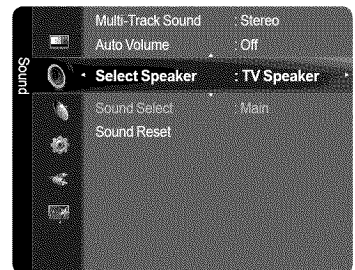 Sound
Multi-Track Sound : Stereo
Auto Volume : Off
Select Speaker : TV Speaker
Sound Select : Main
Sound Reset